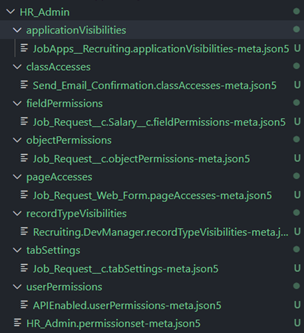 HR_Admin
applicationVisibilities
JobApps__Recruiting.applicationVisibilities-meta.json5 U
classAccesses
Send_Email_Confirmation.classAccesses-meta.json5 U
fieldPermissions
Job_Request__c.Salary__c.fieldPermissions-meta.json5 U
objectPermissions
Job_Request__c.objectPermissions-meta.json5 U
pageAccesses
Job_Request_Web_Form.pageAccesses-meta.json5 U
recordTypeVisibilities
Recruiting.DevManager.recordTypeVisibilities-meta.j... U
tabSettings
Job_Request__c.tabSettings-meta.json5 U
userPermissions
APIEnabled.userPermissions-meta.json5 U
HR_Admin.permissionset-meta.json5 U